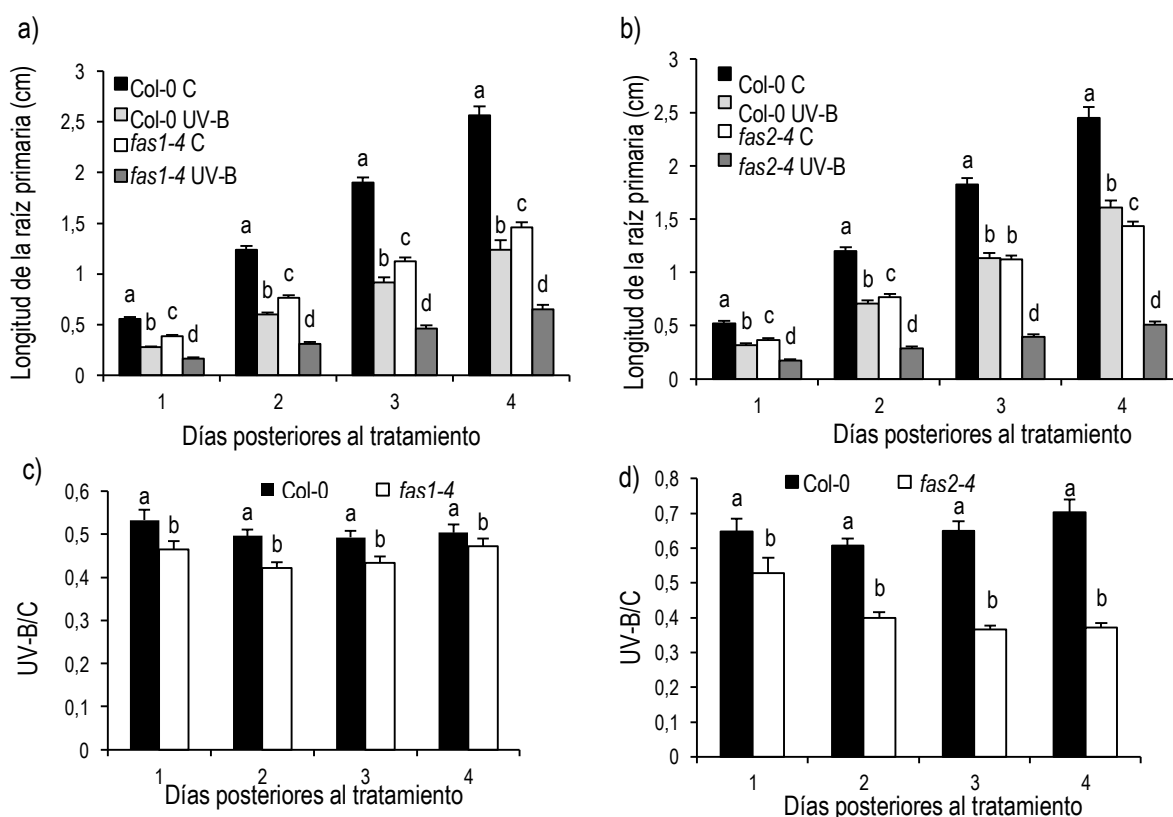 a)
Longitud de la raíz primaria (cm)
3
2,5
2
1,5
1
0,5
0
Col-0 C
Col-0 UV-B
fas1-4 C
fas1-4 UV-B
a b c d
a b c d
a b c d
a b c d
1 2 3 4
Días posteriores al tratamiento
b)
Longitud de la raíz primaria (cm)
3
2,5
2
1,5
1
0,5
0
Col-0 C
Col-0 UV-B
fas2-4 C
fas2-4 UV-B
a b c d
a b c d
a b b d
a b c d
1 2 3 4
Días posteriores al tratamiento
c)
UV-B/C
0,6
0,5
0,4
0,3
0,2
0,1
0
Col-0 fas1-4
a b a b a b a b
1 2 3 4
Días posteriores al tratamiento
d)
UV-B/C
0,8
0,7
0,6
0,5
0,4
0,3
0,2
0,1
0
Col-0 fas2-4
a b a b a b a b
1 2 3 4
Días posteriores al tratamiento